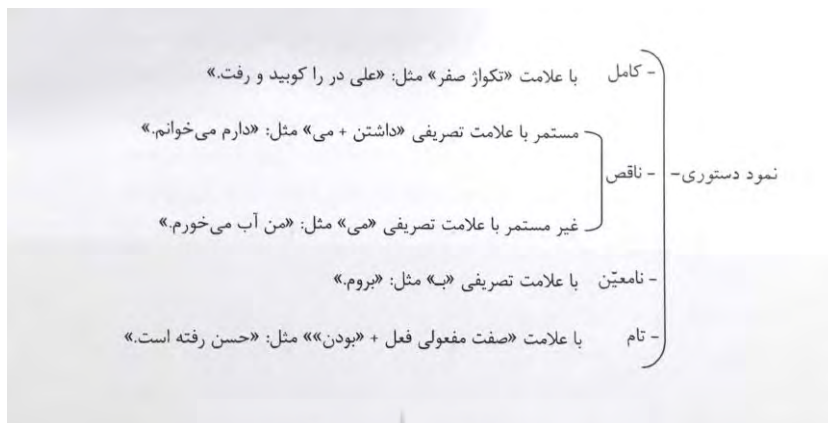 - کامل با علامت «تکواژ صفر» مثل: «علی در را کوبید و رفت.»
مستمر با علامت تصریفی «داشتن + می» مثل: «دارم می‌خوانم.»
نمود دستوری- - ناقص
غیر مستمر با علامت تصریفی «می» مثل: «من آب می‌خورم.»
- نامعیّن با علامت تصریفی «بـ» مثل: «بروم.»
- تام با علامت «صفت مفعولی فعل + «بودن»» مثل: «حسن رفته است.»